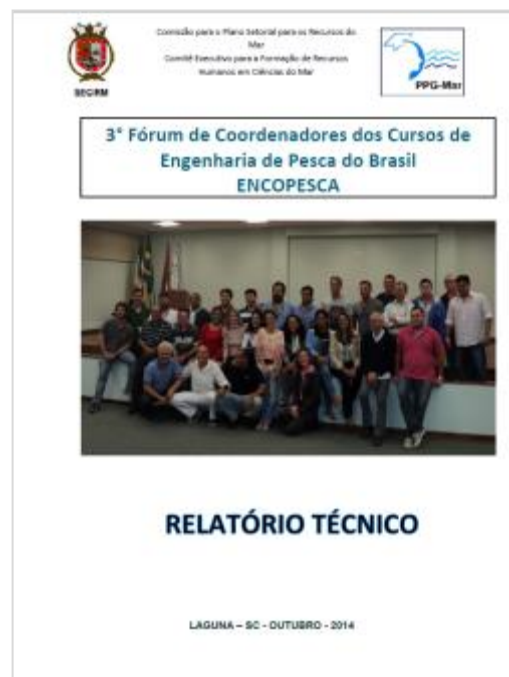 Comissão para o Plano Setorial para os Recursos do
Mar
Comitê Executivo para a Formação de Recursos
Humanos em Ciências do Mar
SECIRM
PPG-Mar
3° Fórum de Coordenadores dos Cursos de
Engenharia de Pesca do Brasil
ENCOPESCA
RELATÓRIO TÉCNICO
LAGUNA – SC - OUTUBRO - 2014